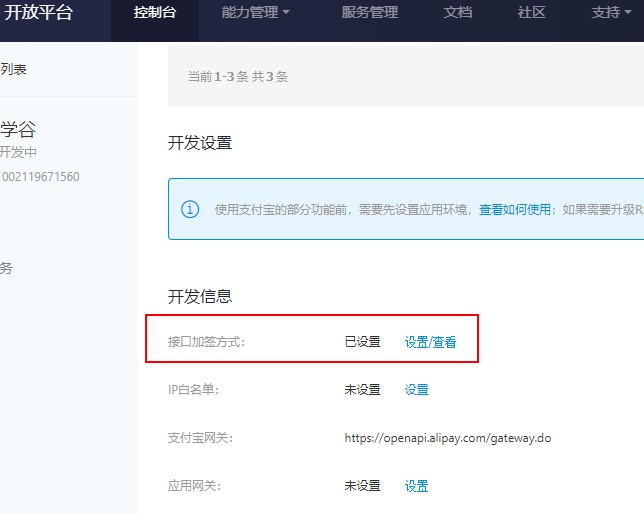 开放平台 控制台 能力管理 服务管理 文档 社区 支持
列表
当前 1-3 条 共 3 条
学谷
开发中
002119671560
开发设置
使用支付宝的部分功能前，需要先设置应用环境，查看如何使用；如果需要升级R
务
开发信息
接口加签方式： 已设置 设置/查看
IP白名单： 未设置 设置
支付宝网关： https://openapi.alipay.com/gateway.do
应用网关： 未设置 设置